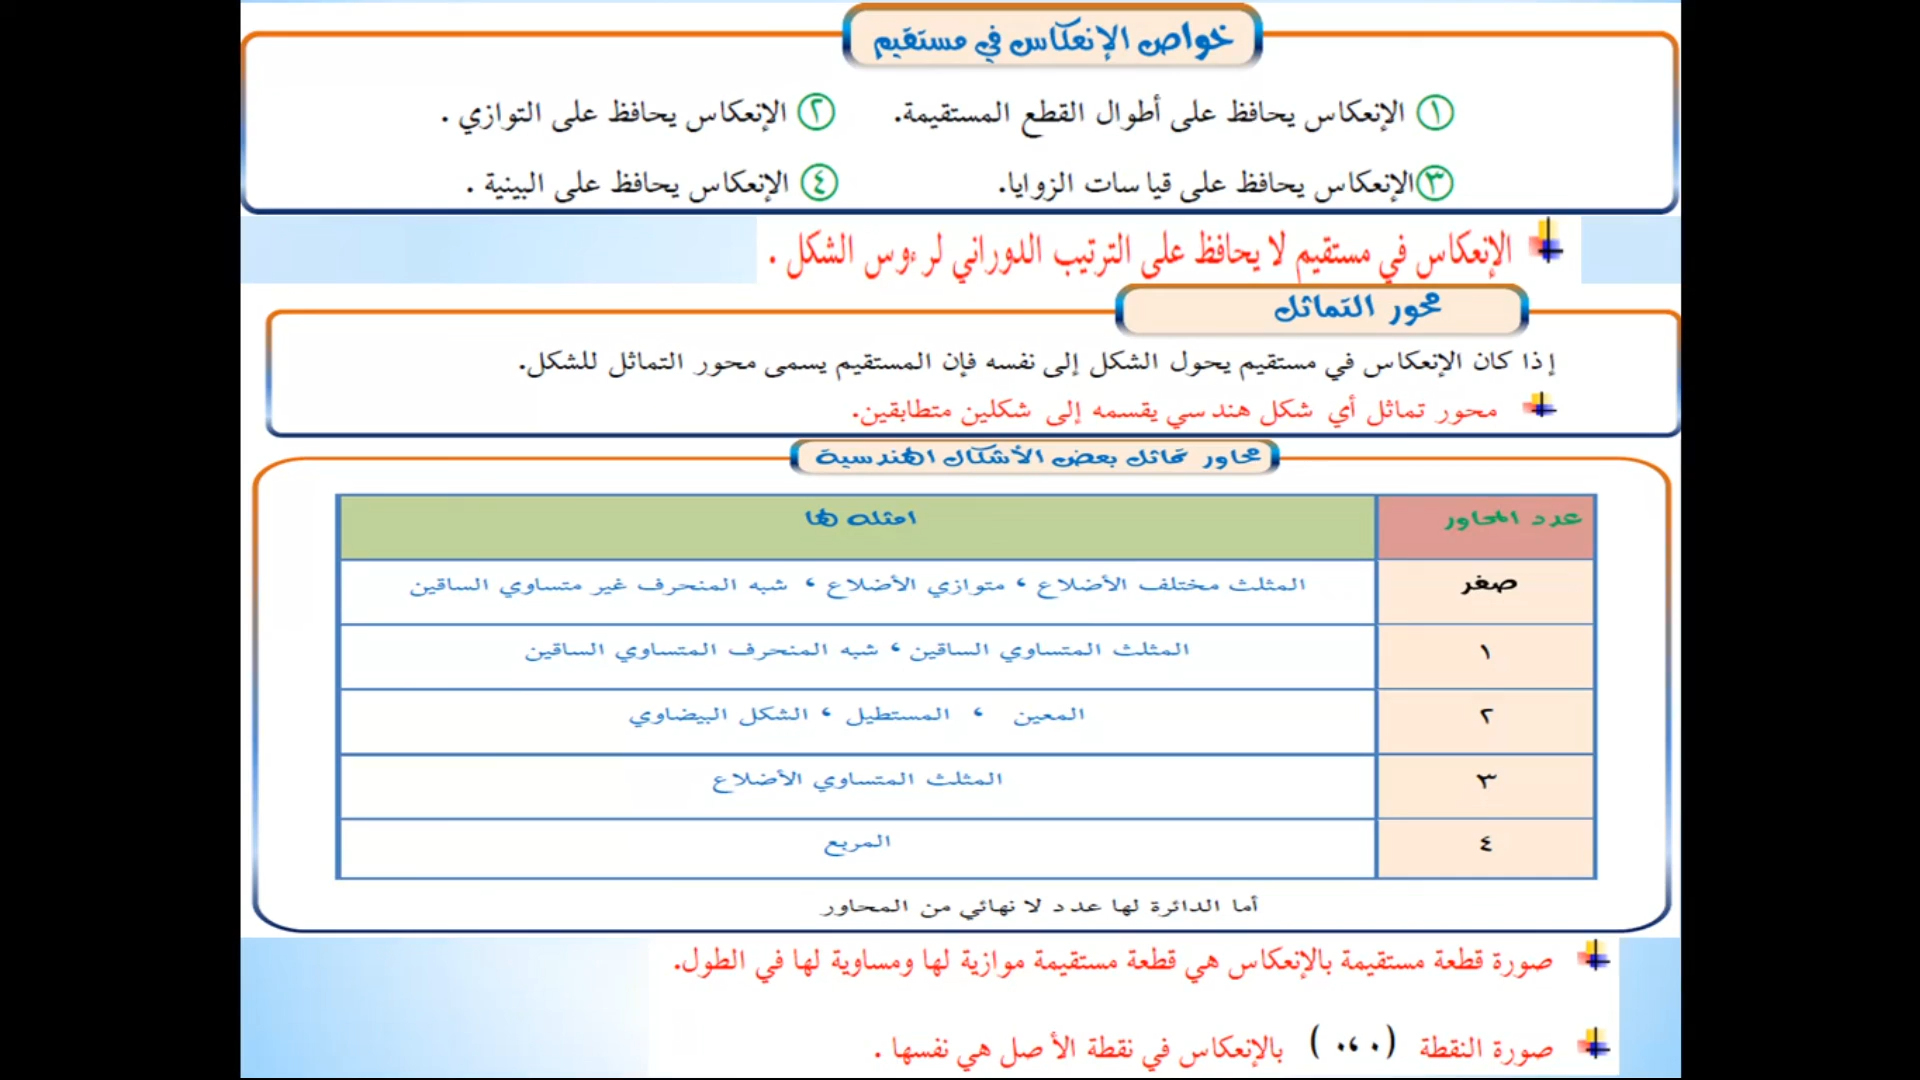 خواص الإنعكاس في مستقيم
١ الإنعكاس يحافظ على أطوال القطع المستقيمة. ٢ الإنعكاس يحافظ على التوازي .
٣ الإنعكاس يحافظ على قياسات الزوايا. ٤ الإنعكاس يحافظ على البينية .
الإنعكاس في مستقيم لا يحافظ على الترتيب الدوراني لرءوس الشكل .
محور التماثل
إذا كان الإنعكاس في مستقيم يحول الشكل إلى نفسه فإن المستقيم يسمى محور التماثل للشكل.
محور تماثل أي شكل هندسي يقسمه إلى شكلين متطابقين.
محاور تماثل بعض الأشكال الهندسية
عدد المحاور امثله لها
صفر المثلث مختلف الأضلاع ، متوازي الأضلاع ، شبه المنحرف غير متساوي الساقين
١ المثلث المتساوي الساقين ، شبه المنحرف المتساوي الساقين
٢ المعين ، المستطيل ، الشكل البيضاوي
٣ المثلث المتساوي الأضلاع
٤ المربع
أما الدائرة لها عدد لا نهائي من المحاور
صورة قطعة مستقيمة بالإنعكاس هي قطعة مستقيمة موازية لها ومساوية لها في الطول.
صورة النقطة (٠،٠) بالإنعكاس في نقطة الأصل هي نفسها .